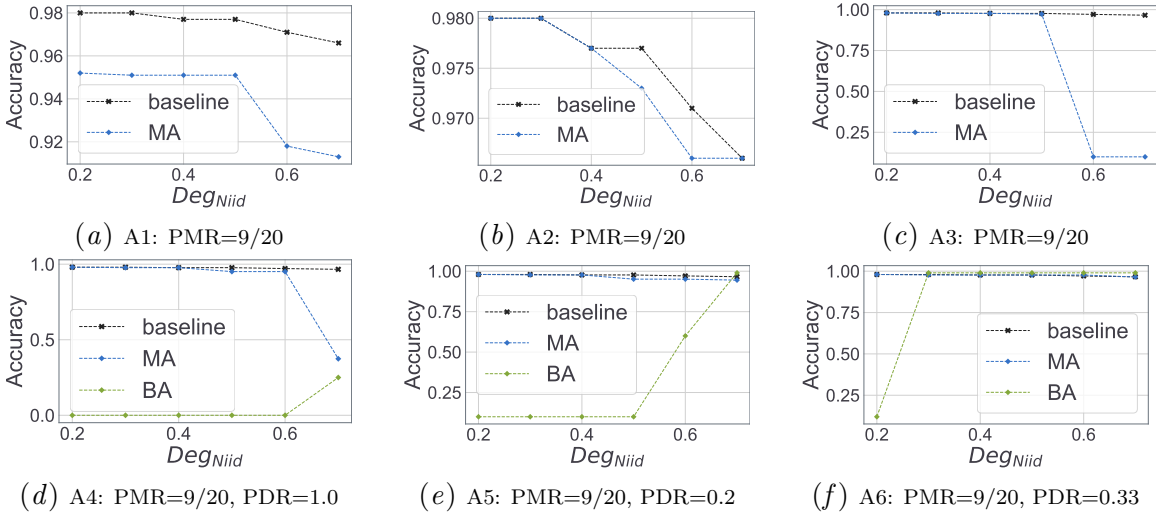 0.98
0.96
0.94
0.92
Accuracy
baseline
MA
0.2 0.4 0.6
Deg_Niid
(a) A1: PMR=9/20
0.980
0.975
0.970
Accuracy
baseline
MA
0.2 0.4 0.6
Deg_Niid
(b) A2: PMR=9/20
1.00
0.75
0.50
0.25
Accuracy
baseline
MA
0.2 0.4 0.6
Deg_Niid
(c) A3: PMR=9/20
1.0
0.5
0.0
Accuracy
baseline
MA
BA
0.2 0.4 0.6
Deg_Niid
(d) A4: PMR=9/20, PDR=1.0
1.00
0.75
0.50
0.25
Accuracy
baseline
MA
BA
0.2 0.4 0.6
Deg_Niid
(e) A5: PMR=9/20, PDR=0.2
1.00
0.75
0.50
0.25
Accuracy
baseline
MA
BA
0.2 0.4 0.6
Deg_Niid
(f) A6: PMR=9/20, PDR=0.33